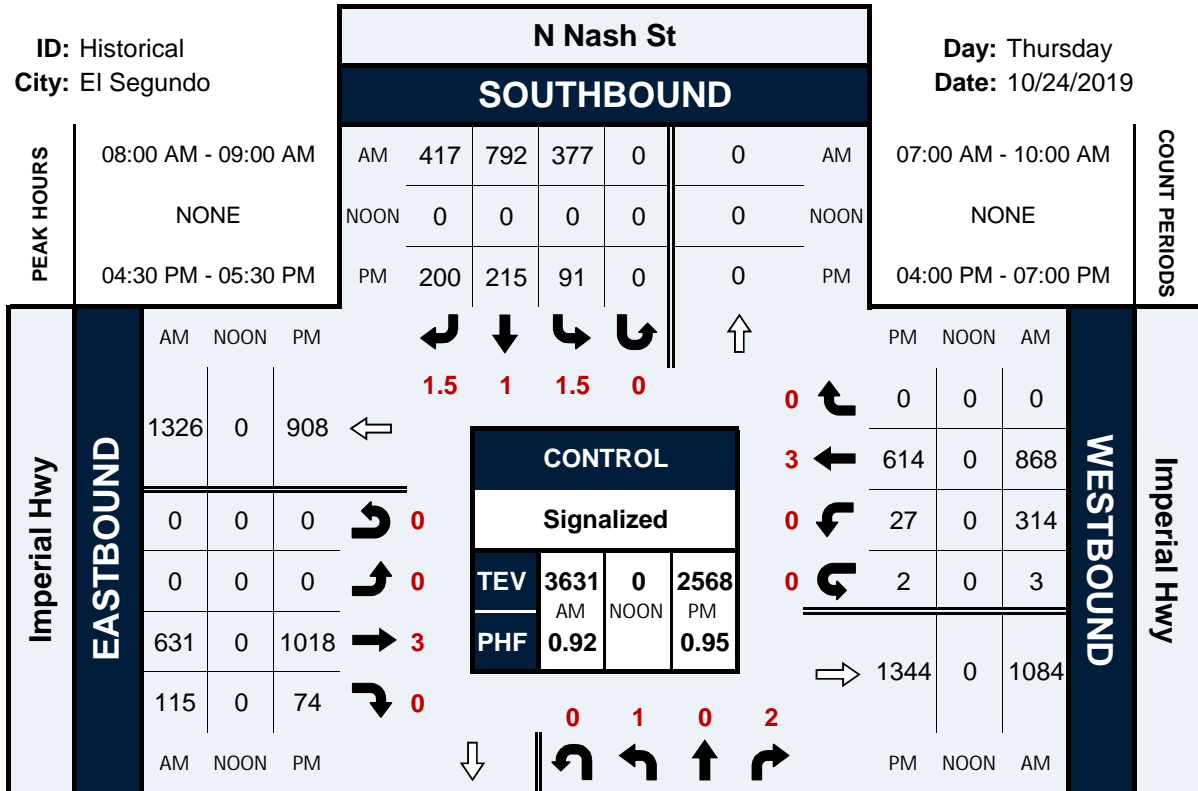 N Nash St
ID: Historical
Day: Thursday
City: El Segundo
Date: 10/24/2019
SOUTHBOUND
PEAK HOURS
08:00 AM - 09:00 AM
AM 417 792 377 0 0 AM
07:00 AM - 10:00 AM
COUNT PERIODS
NONE
NOON 0 0 0 0 0 NOON
NONE
04:30 PM - 05:30 PM
PM 200 215 91 0 0 PM
04:00 PM - 07:00 PM
Imperial Hwy
EASTBOUND
AM NOON PM
PM NOON AM
1.5 1 1.5 0
0 0 0 0
1326 0 908
CONTROL
3 614 0 868
WESTBOUND
Imperial Hwy
0 0 0 0
Signalized
0 27 0 314
0 0 0 0
TEV 3631 0 2568
0 2 0 3
AM NOON PM
631 0 1018 3
PHF 0.92 0.95
1344 0 1084
115 0 74 0
0 1 0 2
AM NOON PM
PM NOON AM